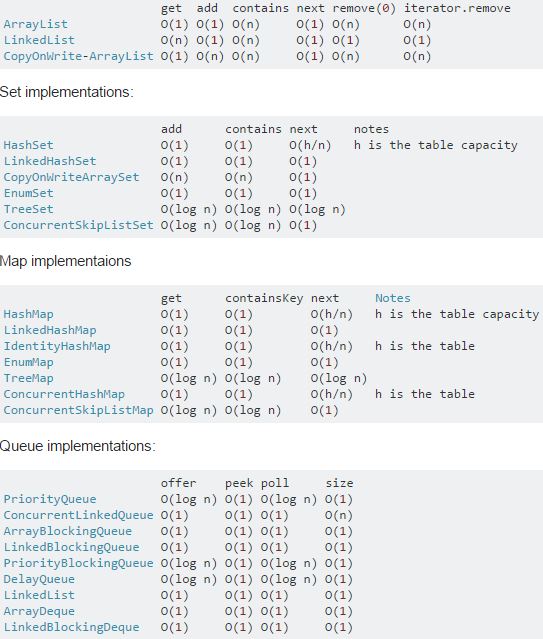 get add contains next remove(0) iterator.remove
ArrayList O(1) O(1) O(n) O(1) O(n) O(n)
LinkedList O(n) O(1) O(n) O(1) O(1) O(1)
CopyOnWrite-ArrayList O(1) O(n) O(n) O(1) O(n) O(n)
Set implementations:
add contains next notes
HashSet O(1) O(1) O(h/n) h is the table capacity
LinkedHashSet O(1) O(1) O(1)
CopyOnWriteArraySet O(n) O(n) O(1)
EnumSet O(1) O(1) O(1)
TreeSet O(log n) O(log n) O(log n)
ConcurrentSkipListSet O(log n) O(log n) O(1)
Map implementaions
get containsKey next Notes
HashMap O(1) O(1) O(h/n) h is the table capacity
LinkedHashMap O(1) O(1) O(1)
IdentityHashMap O(1) O(1) O(h/n) h is the table
EnumMap O(1) O(1) O(1)
TreeMap O(log n) O(log n) O(log n)
ConcurrentHashMap O(1) O(1) O(h/n) h is the table
ConcurrentSkipListMap O(log n) O(log n) O(1)
Queue implementations:
offer peek poll size
PriorityQueue O(log n) O(1) O(log n) O(1)
ConcurrentLinkedQueue O(1) O(1) O(1) O(n)
ArrayBlockingQueue O(1) O(1) O(1) O(1)
LinkedBlockingQueue O(1) O(1) O(1) O(1)
PriorityBlockingQueue O(log n) O(1) O(log n) O(1)
DelayQueue O(log n) O(1) O(log n) O(1)
LinkedList O(1) O(1) O(1) O(1)
ArrayDeque O(1) O(1) O(1) O(1)
LinkedBlockingDeque O(1) O(1) O(1) O(1)